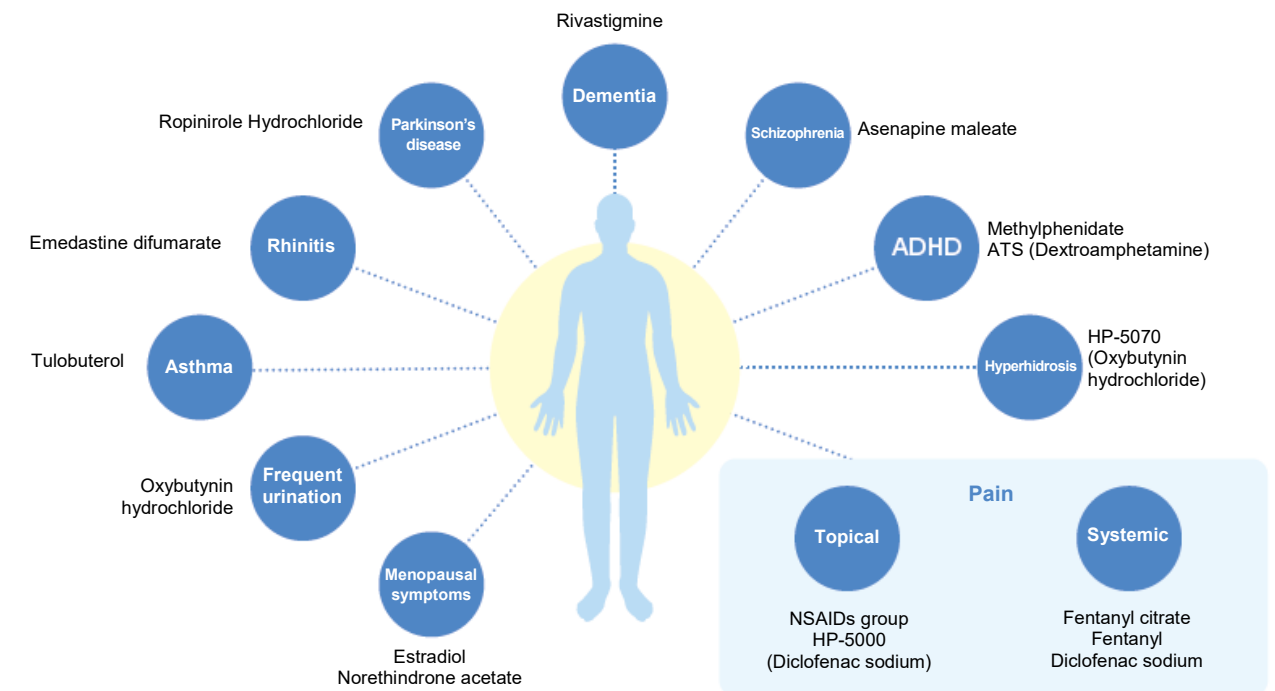 Rivastigmine
Dementia
Ropinirole Hydrochloride
Parkinson's
disease
Schizophrenia
Asenapine maleate
Emedastine difumarate
Rhinitis
ADHD
Methylphenidate
ATS (Dextroamphetamine)
Tulobuterol
Asthma
Hyperhidrosis
HP-5070
(Oxybutynin
hydrochloride)
Oxybutynin
hydrochloride
Frequent
urination
Menopausal
symptoms
Estradiol
Norethindrone acetate
Pain
Topical
NSAIDs group
HP-5000
(Diclofenac sodium)
Systemic
Fentanyl citrate
Fentanyl
Diclofenac sodium